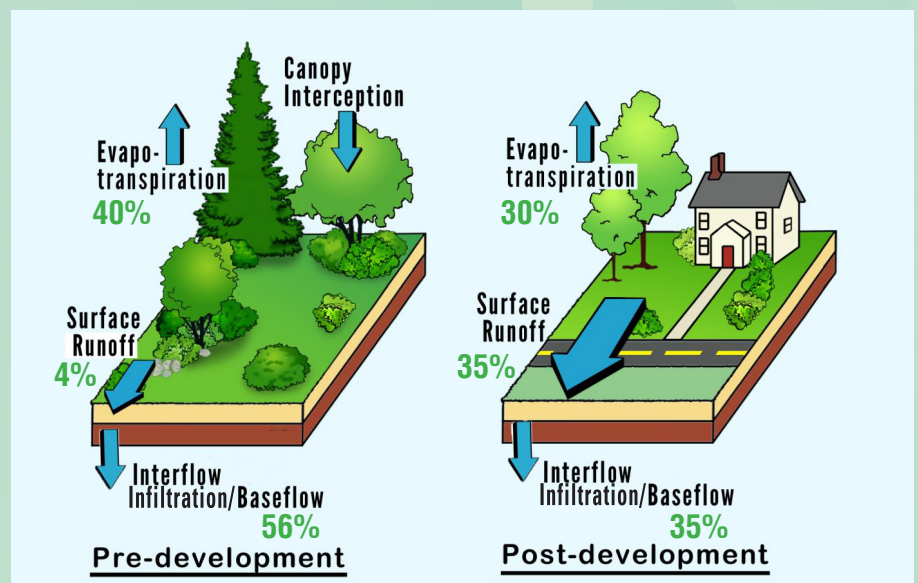 Canopy
Interception
Evapo-
transpiration
40%
Surface
Runoff
4%
Interflow
Infiltration/Baseflow
56%
Pre-development
Evapo-
transpiration
30%
Surface
Runoff
35%
Interflow
Infiltration/Baseflow
35%
Post-development